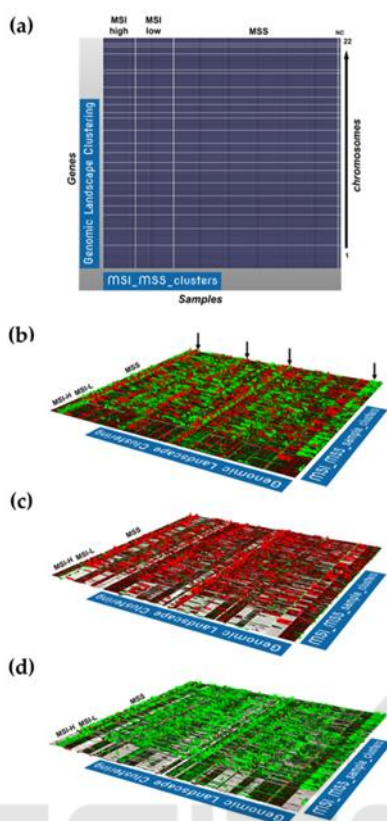 (a)
MSI high
MSI low
MSS
NC
22
Genes
Genomic Landscape Clustering
chromosomes
1
MSI_MSS_clusters
Samples
(b)
MSI-H
MSI-L
MSS
Genomic Landscape Clustering
MSI_MSS_sample_clusters
(c)
MSI-H
MSI-L
MSS
Genomic Landscape Clustering
MSI_MSS_sample_clusters
(d)
MSI-H
MSI-L
MSS
Genomic Landscape Clustering
MSI_MSS_sample_clusters